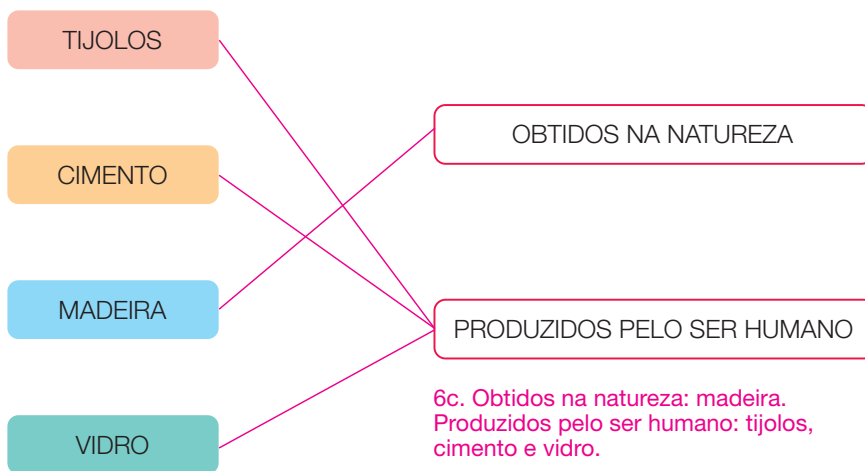 TIJOLOS
CIMENTO
MADEIRA
VIDRO
OBTIDOS NA NATUREZA
PRODUZIDOS PELO SER HUMANO
6c. Obtidos na natureza: madeira.
Produzidos pelo ser humano: tijolos,
cimento e vidro.